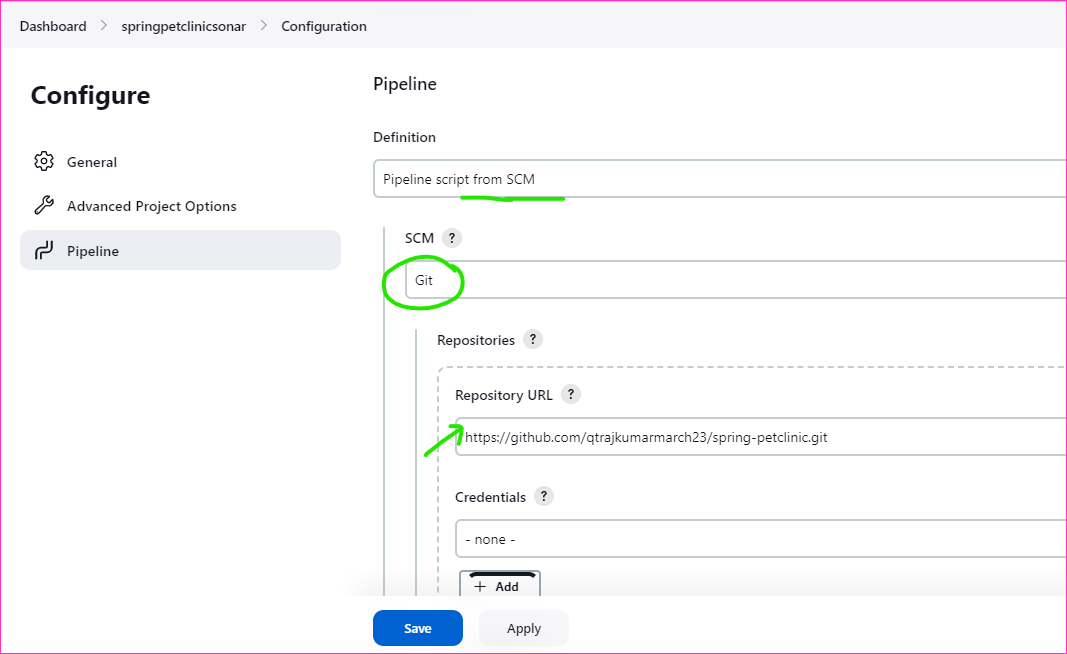 Dashboard > springpetclinicsonar > Configuration
Configure
General
Advanced Project Options
Pipeline
Pipeline
Definition
Pipeline script from SCM
SCM ?
Git
Repositories ?
Repository URL ?
https://github.com/qtrajkumarmarch23/spring-petclinic.git
Credentials ?
- none -
+ Add
Save Apply